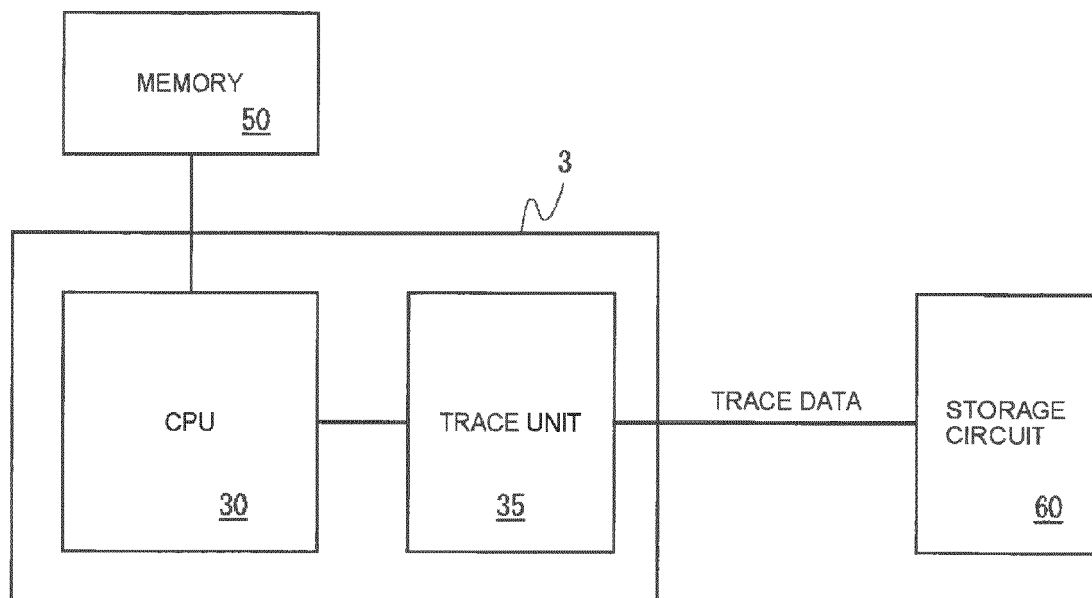 MEMORY
50
3
CPU
30
TRACE UNIT
35
TRACE DATA
STORAGE
CIRCUIT
60